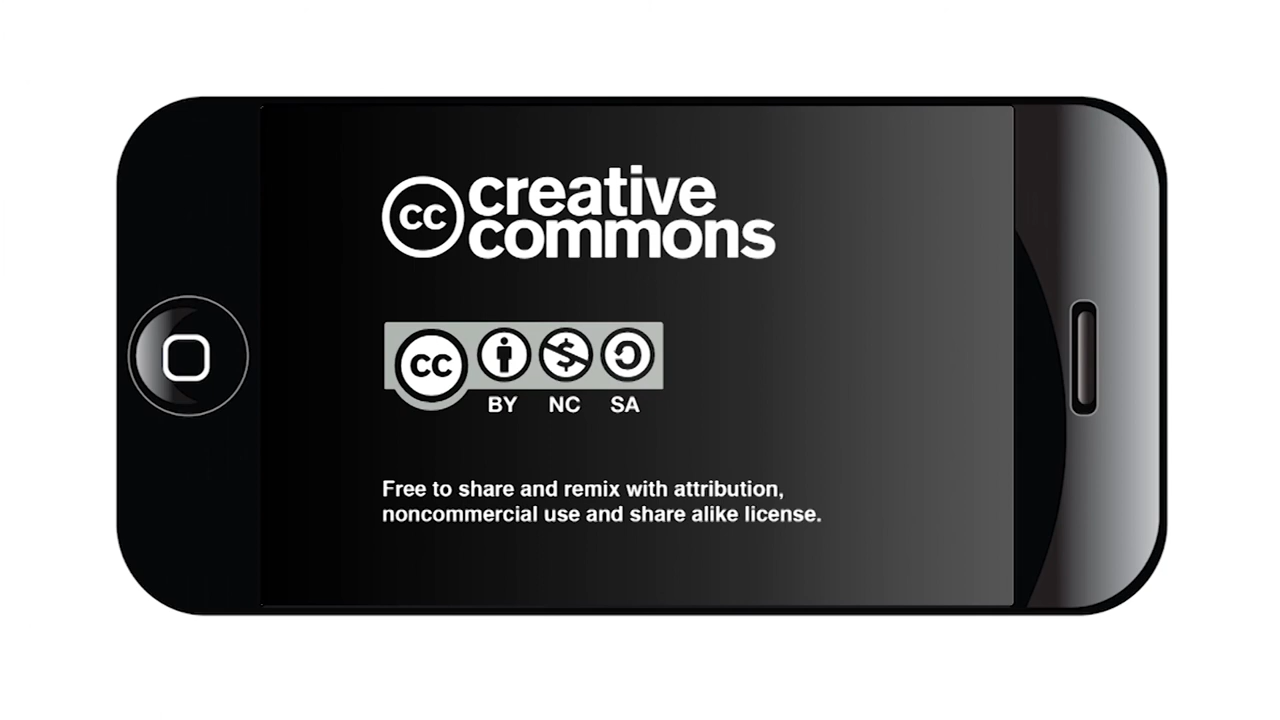 cc creative
commons
cc
BY NC SA
Free to share and remix with attribution,
noncommercial use and share alike license.